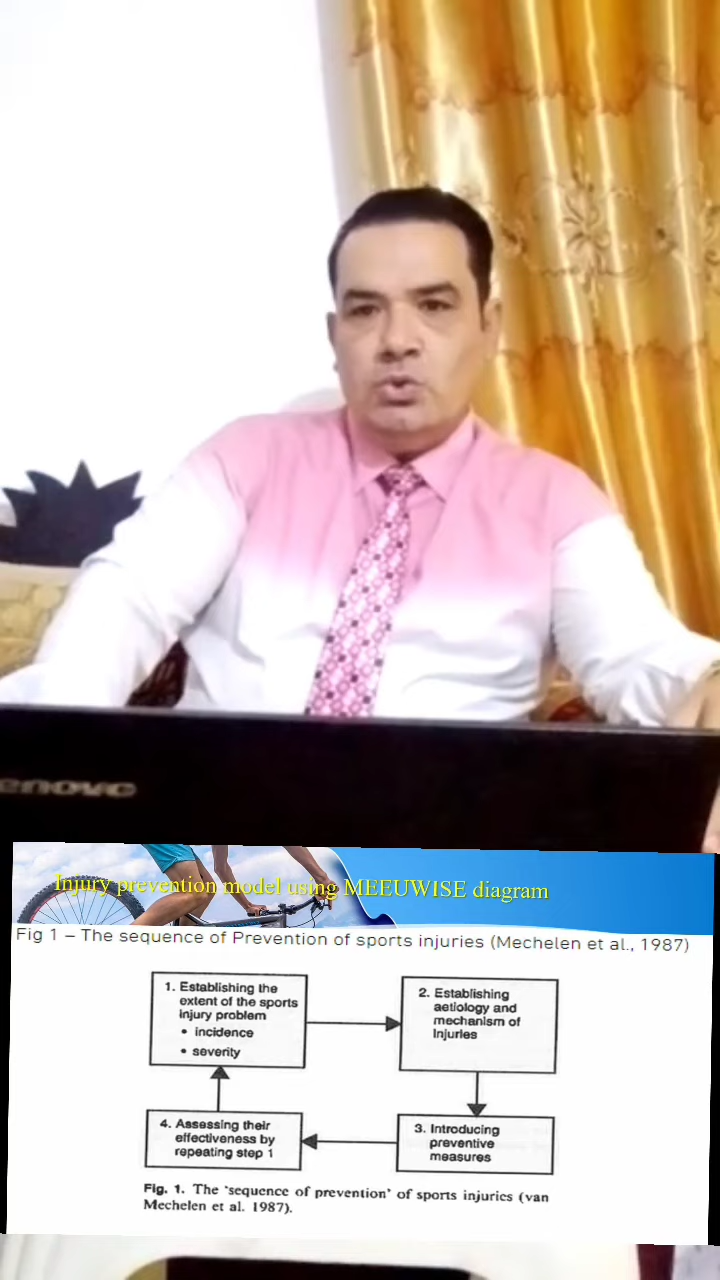 enovo
Injury prevention model using MEEUWISE diagram
Fig 1 – The sequence of Prevention of sports injuries (Mechelen et al., 1987)
1. Establishing the
extent of the sports
injury problem
• incidence
• severity
2. Establishing
aetiology and
mechanism of
injuries
4. Assessing their
effectiveness by
repeating step 1
3. Introducing
preventive
measures
Fig. 1. The 'sequence of prevention' of sports injuries (van
Mechelen et al. 1987).